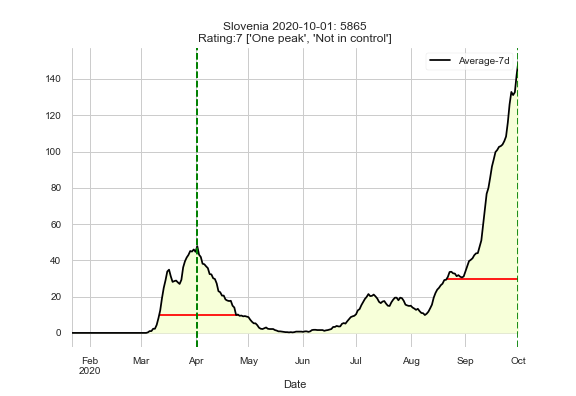 Slovenia 2020-10-01: 5865
Rating:7 ['One peak', 'Not in control']
Average-7d
140
120
100
80
60
40
20
0
Feb
2020
Mar
Apr
May
Jun
Jul
Aug
Sep
Oct
Date